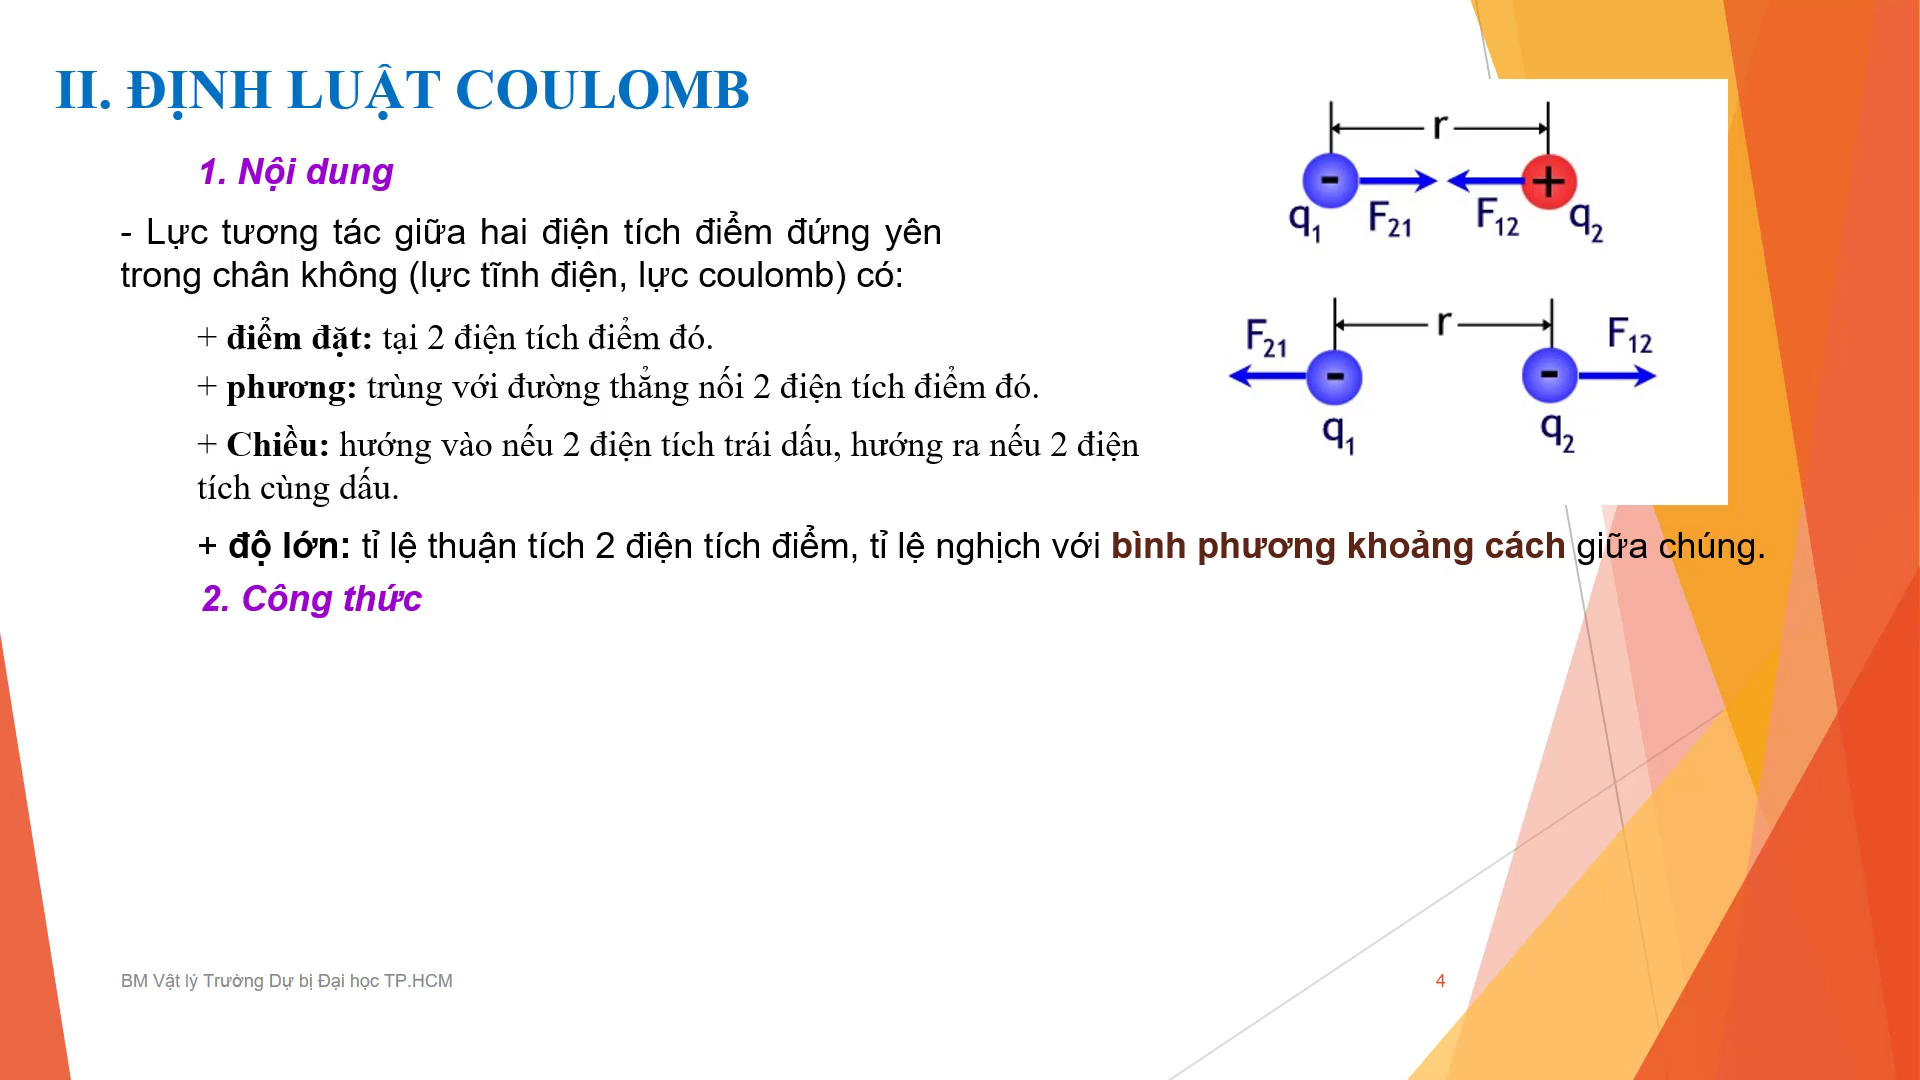 II. ĐỊNH LUẬT COULOMB
1. Nội dung
- Lực tương tác giữa hai điện tích điểm đứng yên
trong chân không (lực tĩnh điện, lực coulomb) có:
+ điểm đặt: tại 2 điện tích điểm đó.
+ phương: trùng với đường thẳng nối 2 điện tích điểm đó.
+ Chiều: hướng vào nếu 2 điện tích trái dấu, hướng ra nếu 2 điện
tích cùng dấu.
+ độ lớn: tỉ lệ thuận tích 2 điện tích điểm, tỉ lệ nghịch với bình phương khoảng cách giữa chúng.
2. Công thức
r
- +
q1 F21 F12 q2
r
F21 F12
- -
q1 q2
BM Vật lý Trường Dự bị Đại học TP.HCM
4